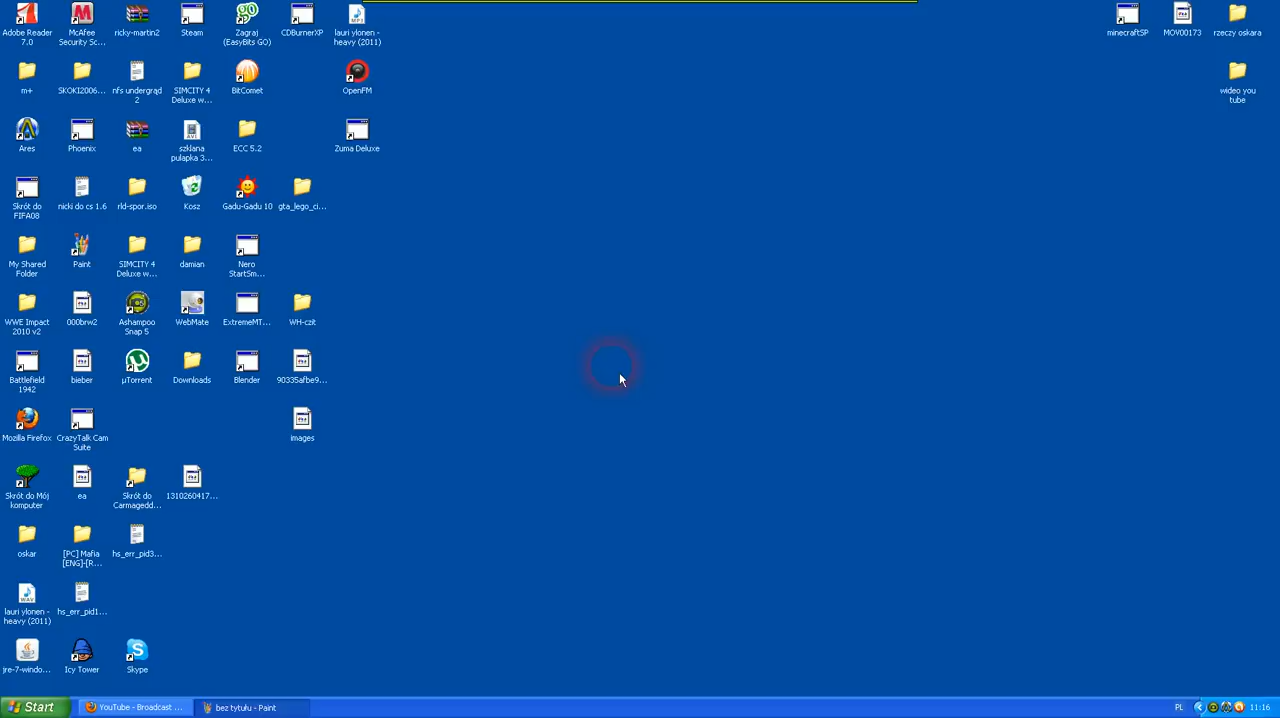 Adobe Reader
7.0
McAfee
Security Sc...
ricky-martin2
Steam
Zagraj
(EasyBits GO)
CDBurnerXP
lauri ylonen -
heavy (2011)
minecraftSP
MOV00173
rzeczy oskara
m+
SKOKI2006...
nfs undergrąd
2
SIMCITY 4
Deluxe w...
BitComet
OpenFM
wideo you
tube
Ares
Phoenix
ea
szklana
pulapka 3...
ECC 5.2
Zuma Deluxe
Skrót do
FIFA08
nicki do cs 1.6
rld-spor.iso
Kosz
Gadu-Gadu 10
gta_lego_ci...
My Shared
Folder
Paint
SIMCITY 4
Deluxe w...
damian
Nero
StartSm...
WWE Impact
2010 v2
000brw2
Ashampoo
Snap 5
WebMate
ExtremeMT...
WH-czit
Battlefield
1942
bieber
µTorrent
Downloads
Blender
90335afbe9...
Mozilla Firefox
CrazyTalk Cam
Suite
images
Skrót do Mój
komputer
ea
Skrót do
Carmagedd...
1310260417...
oskar
[PC] Mafia
[ENG]-[R...
hs_err_pid3...
lauri ylonen -
heavy (2011)
hs_err_pid1...
jre-7-windo...
Icy Tower
Skype
Start
YouTube - Broadcast ...
bez tytułu - Paint
PL
11:16